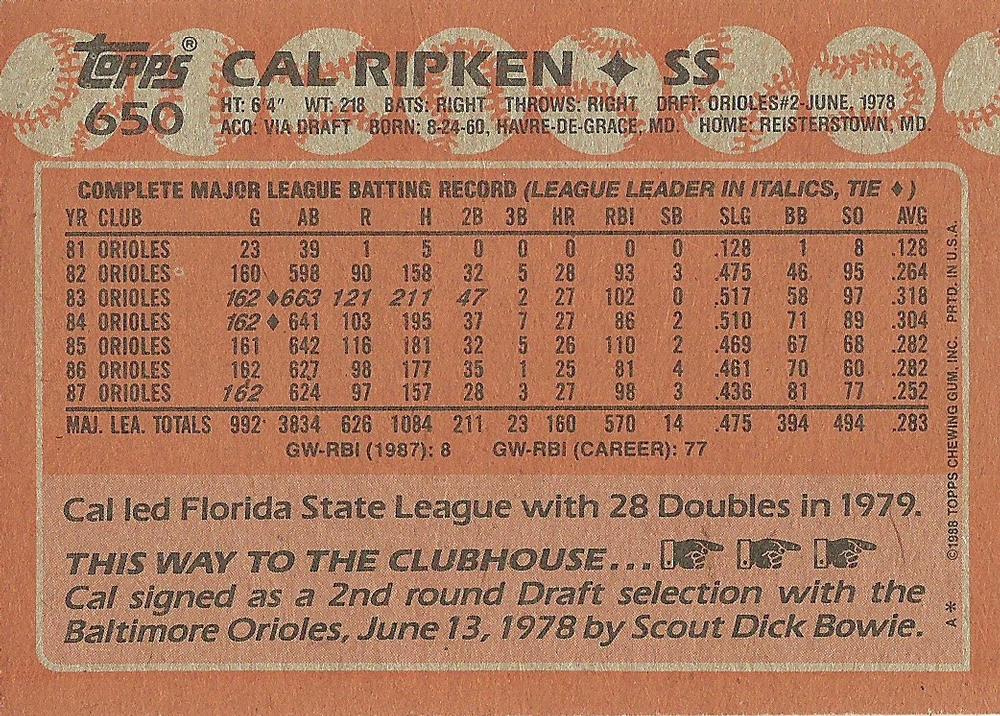 Topps®
650
CAL RIPKEN ✦ SS
HT: 6'4" WT: 218 BATS: RIGHT THROWS: RIGHT DRFT: ORIOLES#2-JUNE, 1978
ACQ: VIA DRAFT BORN: 8-24-60, HAVRE-DE-GRACE, MD. HOME: REISTERSTOWN, MD.
COMPLETE MAJOR LEAGUE BATTING RECORD (LEAGUE LEADER IN ITALICS, TIE ♦)
YR CLUB G AB R H 2B 3B HR RBI SB SLG BB SO AVG
81 ORIOLES 23 39 1 5 0 0 0 0 0 .128 1 8 .128
82 ORIOLES 160 598 90 158 32 5 28 93 3 .475 46 95 .264
83 ORIOLES 162 ♦663 121 211 47 2 27 102 0 .517 58 97 .318
84 ORIOLES 162 ♦ 641 103 195 37 7 27 86 2 .510 71 89 .304
85 ORIOLES 161 642 116 181 32 5 26 110 2 .469 67 68 .282
86 ORIOLES 162 627 98 177 35 1 25 81 4 .461 70 60 .282
87 ORIOLES 162 624 97 157 28 3 27 98 3 .436 81 77 .252
MAJ. LEA. TOTALS 992 3834 626 1084 211 23 160 570 14 .475 394 494 .283
GW-RBI (1987): 8 GW-RBI (CAREER): 77
Cal led Florida State League with 28 Doubles in 1979.
THIS WAY TO THE CLUBHOUSE...
Cal signed as a 2nd round Draft selection with the
Baltimore Orioles, June 13, 1978 by Scout Dick Bowie.
A * ©1988 TOPPS CHEWING GUM, INC. PRTD. IN U.S.A.